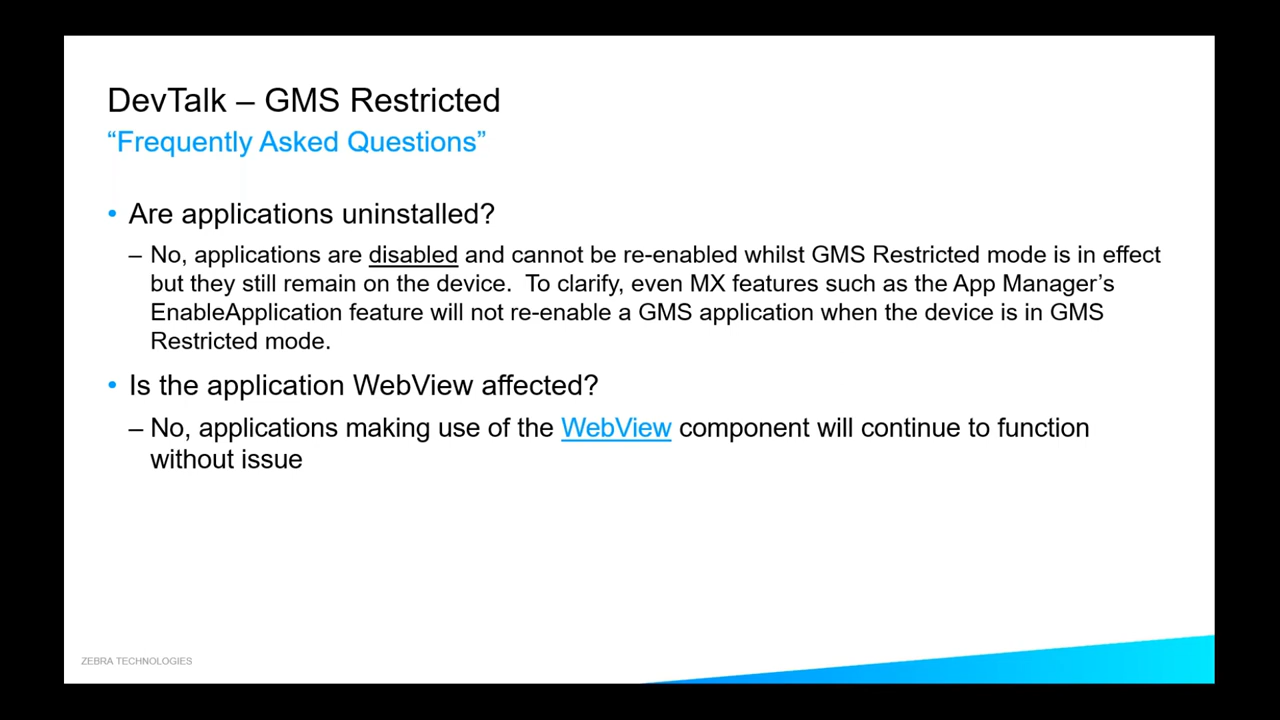 DevTalk – GMS Restricted
“Frequently Asked Questions”
• Are applications uninstalled?
– No, applications are disabled and cannot be re-enabled whilst GMS Restricted mode is in effect
but they still remain on the device.  To clarify, even MX features such as the App Manager’s
EnableApplication feature will not re-enable a GMS application when the device is in GMS
Restricted mode.
• Is the application WebView affected?
– No, applications making use of the WebView component will continue to function
without issue
ZEBRA TECHNOLOGIES